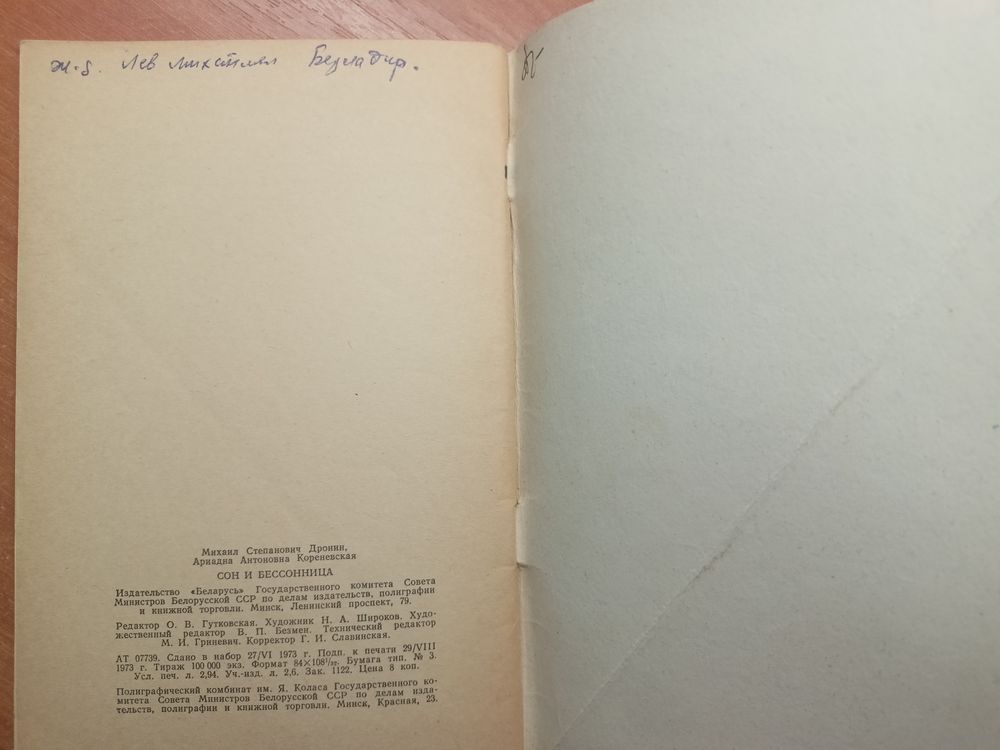 Лев Безладир.
Михаил Степанович Дронин,
Ариадна Антоновна Кореневская
СОН И БЕССОННИЦА
Издательство «Беларусь» Государственного комитета Совета
Министров Белорусской ССР по делам издательств, полиграфии
и книжной торговли. Минск, Ленинский проспект, 79.
Редактор О. В. Гутковская. Художник Н. А. Широков. Худо-
жественный редактор В. П. Безмен. Технический редактор
М. И. Гриневич. Корректор Г. И. Славинская.
АТ 07739. Сдано в набор 27/VI 1973 г. Подп. к печати 29/VIII
1973 г. Тираж 100 000 экз. Формат 84×108¹/₃₂. Бумага тип. № 3.
Усл. печ. л. 2,94. Уч.-изд. л. 2,6. Зак. 1122. Цена 8 коп.
Полиграфический комбинат им. Я. Коласа Государственного ко-
митета Совета Министров Белорусской ССР по делам изда-
тельств, полиграфии и книжной торговли. Минск, Красная, 23.